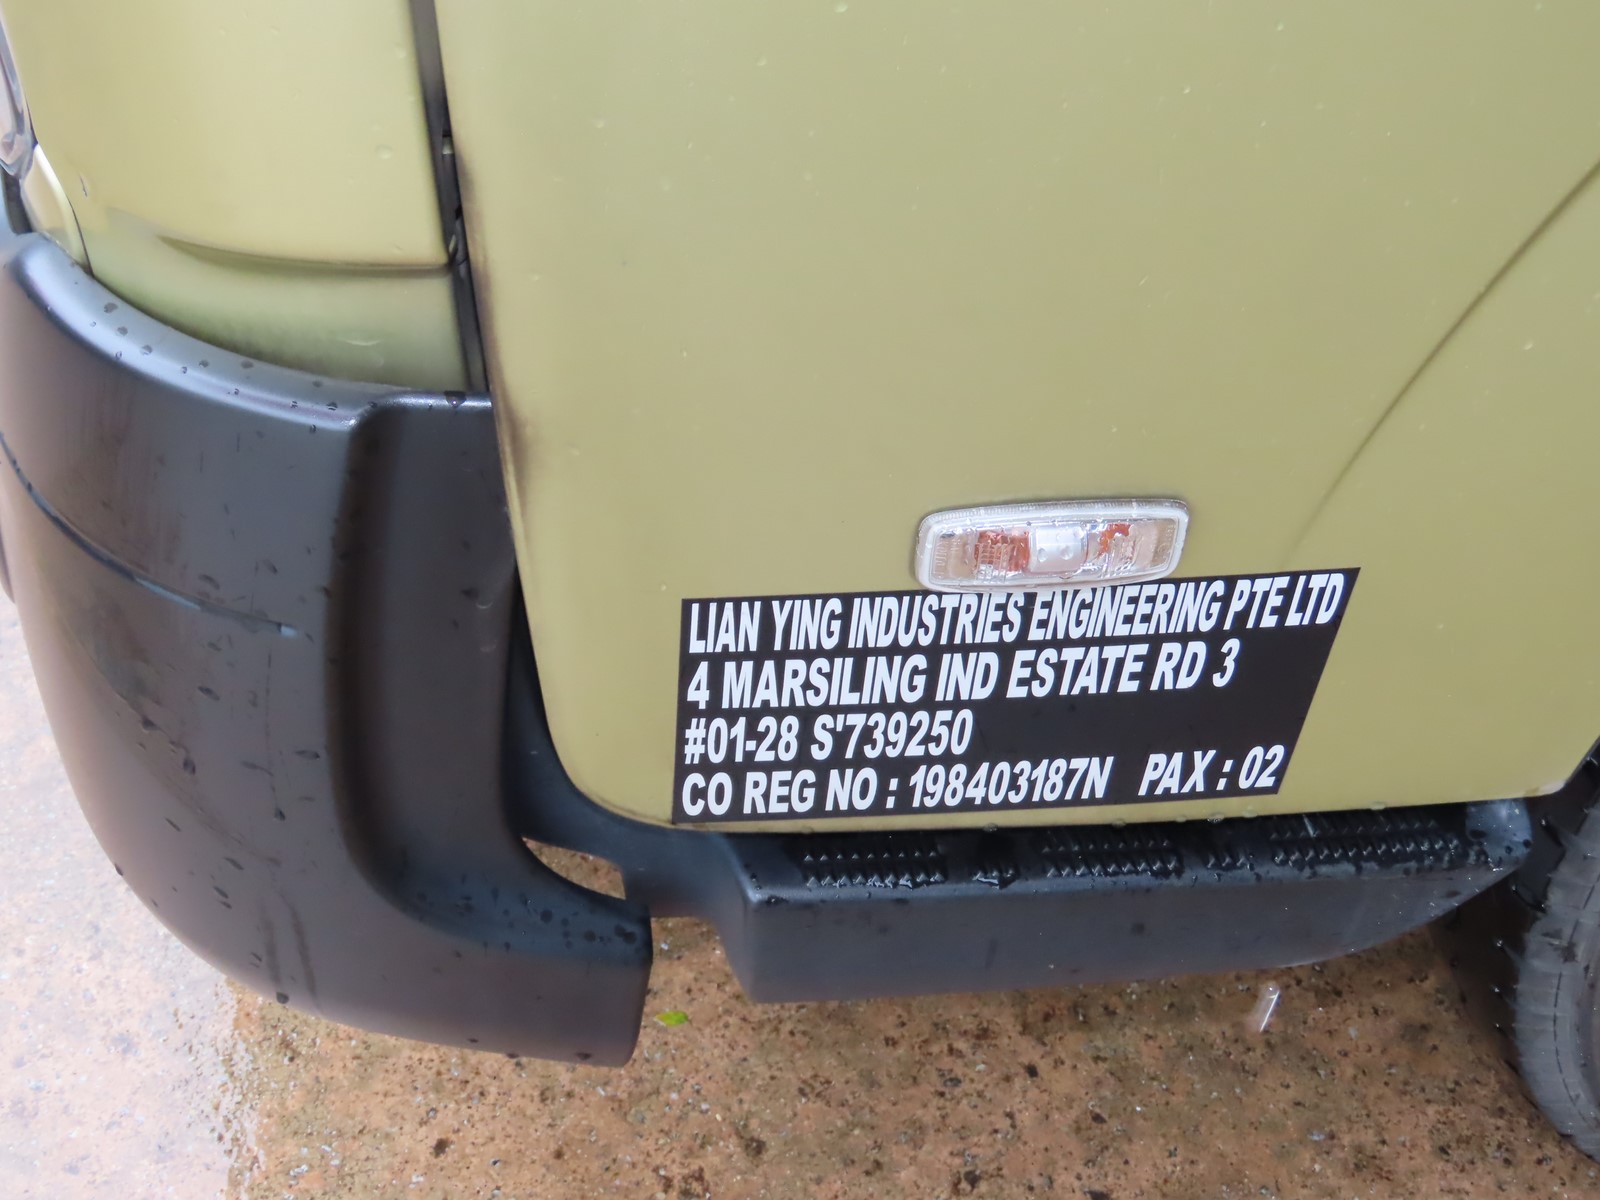 LIAN YING INDUSTRIES ENGINEERING PTE LTD
4 MARSILING IND ESTATE RD 3
#01-28 S'739250
CO REG NO : 198403187N PAX : 02